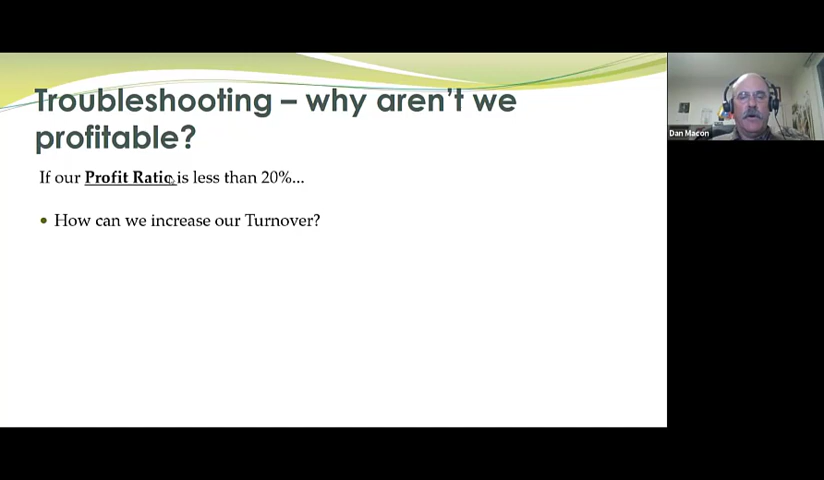 Troubleshooting – why aren't we
profitable?
If our Profit Ratio is less than 20%...
• How can we increase our Turnover?
Dan Macon